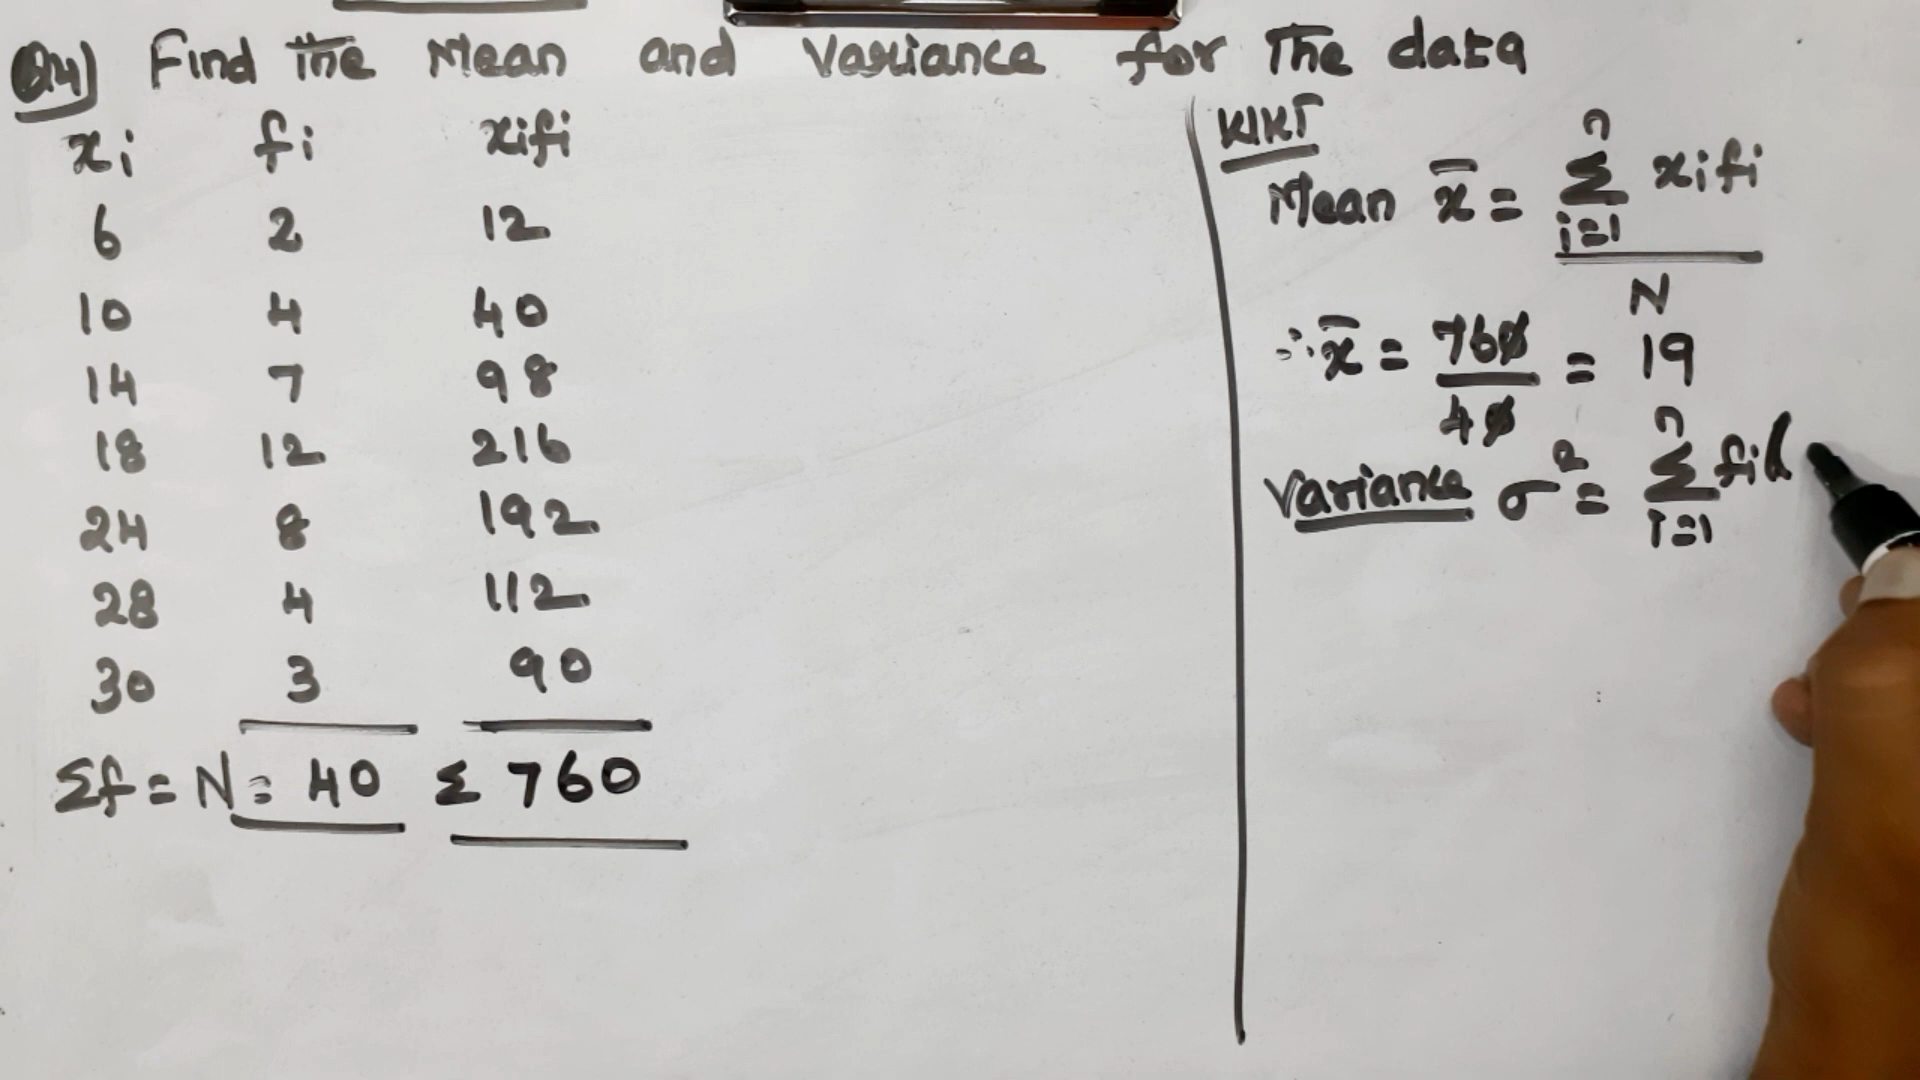 Q4) Find the Mean and Variance for The data
xi fi xifi
6 2 12
10 4 40
14 7 98
18 12 216
24 8 192
28 4 112
30 3 90
Σf = N = 40 Σ 760
WKT
Mean x̄ = n Σ i=1 xifi / N
∴ x̄ = 760/40 = 19
Variance σ² = n Σ i=1 fi(